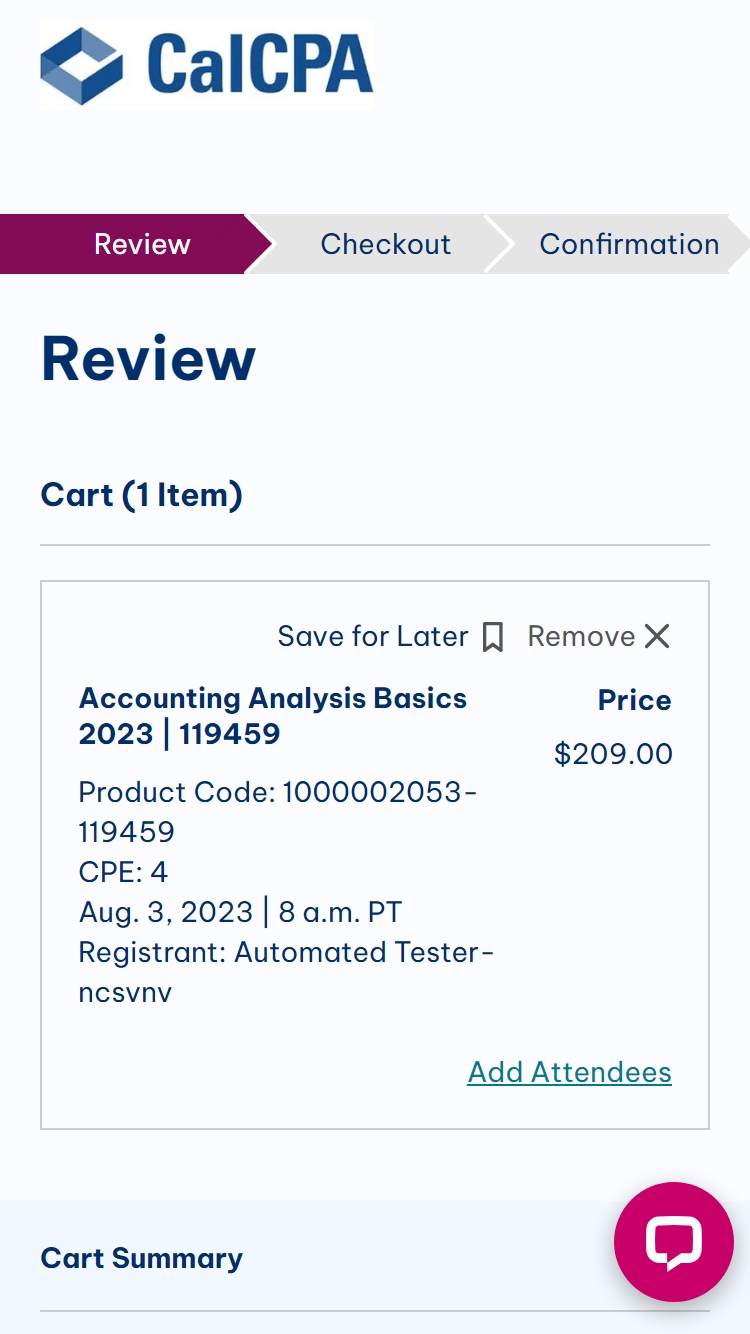 CalCPA
Review
Checkout
Confirmation
Review
Cart (1 Item)
Save for Later
Remove
Accounting Analysis Basics
2023 | 119459
Price
$209.00
Product Code: 1000002053-
119459
CPE: 4
Aug. 3, 2023 | 8 a.m. PT
Registrant: Automated Tester-
ncsvnv
Add Attendees
Cart Summary